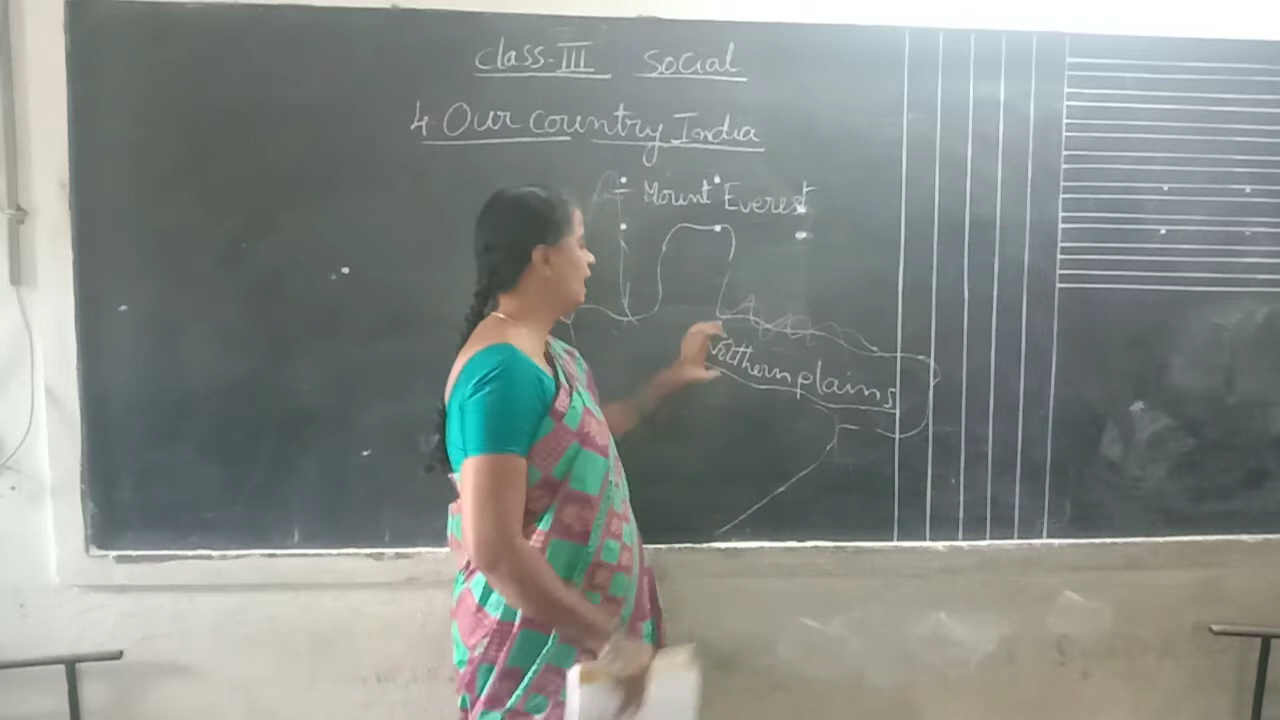 Class-III Social
4. Our country India
Mount Everest
Northern plains